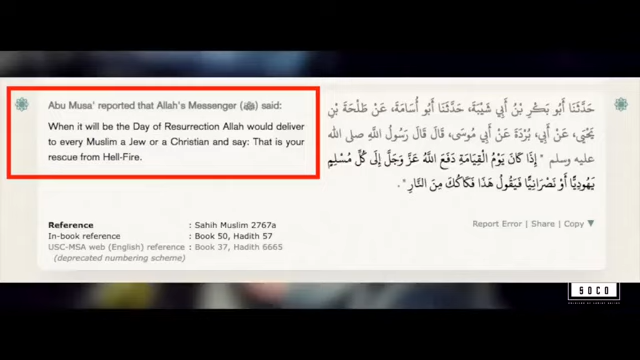 Abu Musa' reported that Allah's Messenger (ﷺ) said:
When it will be the Day of Resurrection Allah would deliver
to every Muslim a Jew or a Christian and say: That is your
rescue from Hell-Fire.
حَدَّثَنَا أَبُو بَكْرِ بْنُ أَبِي شَيْبَةَ، حَدَّثَنَا أَبُو أُسَامَةَ، عَنْ طَلْحَةَ بْنِ
يَحْيَى، عَنْ أَبِي، بُرْدَةَ عَنْ أَبِي مُوسَى، قَالَ قَالَ رَسُولُ اللَّهِ صلى الله
عليه وسلم " إِذَا كَانَ يَوْمُ الْقِيَامَةِ دَفَعَ اللَّهُ عَزَّ وَجَلَّ إِلَى كُلِّ مُسْلِمٍ
يَهُودِيًّا أَوْ نَصْرَانِيًّا فَيَقُولُ هَذَا فَكَاكُكَ مِنَ النَّارِ " .
Reference : Sahih Muslim 2767a
In-book reference : Book 50, Hadith 57
USC-MSA web (English) reference : Book 37, Hadith 6665
(deprecated numbering scheme)
Report Error | Share | Copy ▼
SOCO